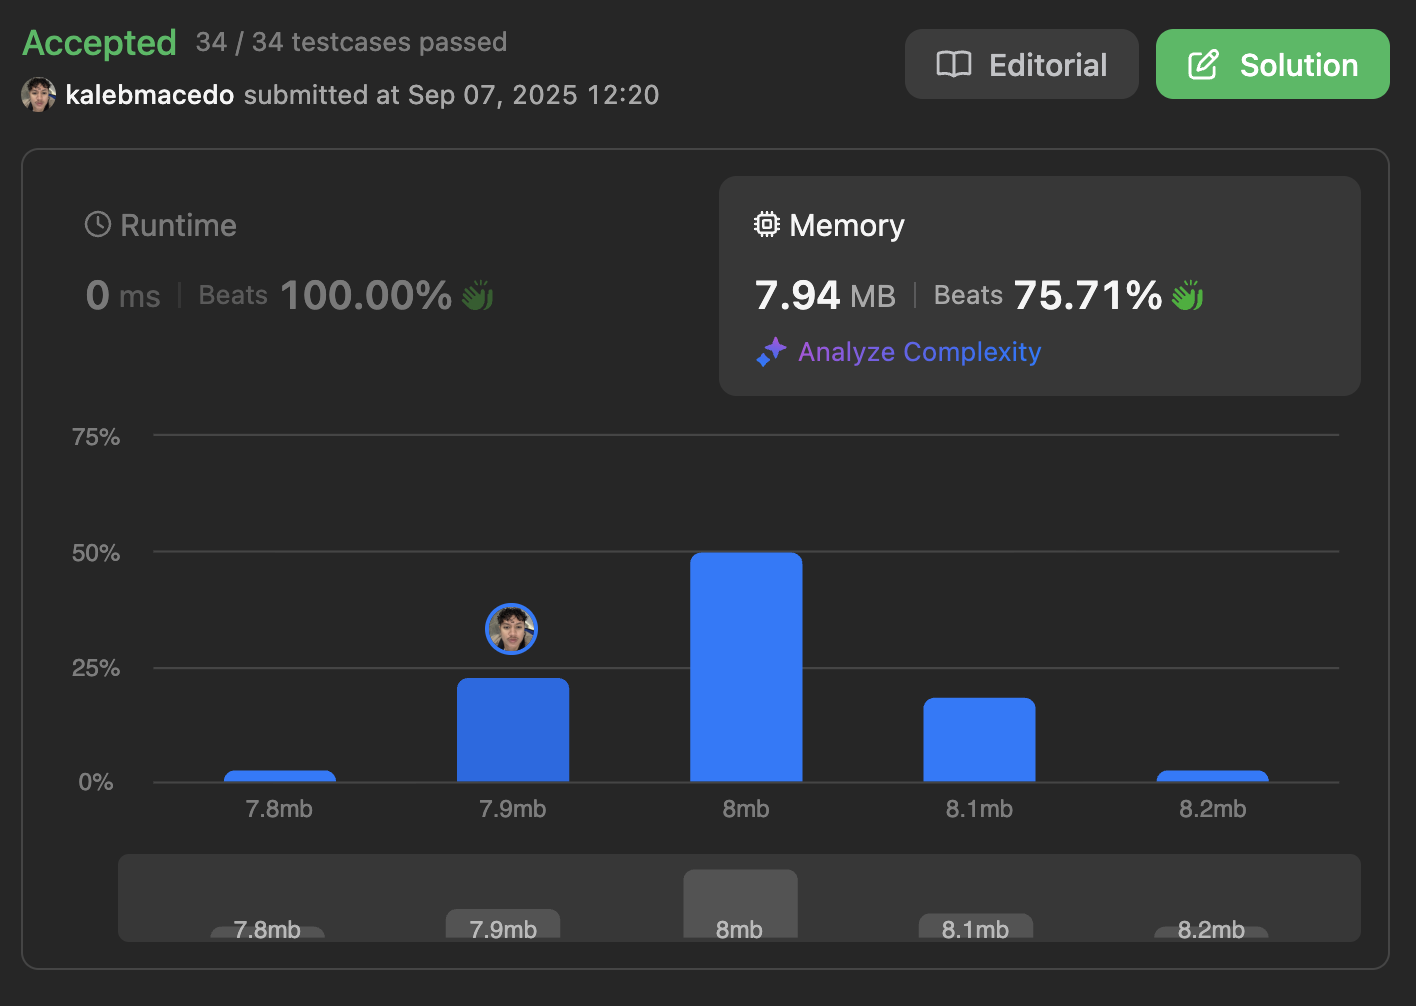 Accepted 34 / 34 testcases passed
kalebmacedo submitted at Sep 07, 2025 12:20
Editorial
Solution
Runtime
0 ms | Beats 100.00%
Memory
7.94 MB | Beats 75.71%
Analyze Complexity
75%
50%
25%
0%
7.8mb 7.9mb 8mb 8.1mb 8.2mb
7.8mb 7.9mb 8mb 8.1mb 8.2mb